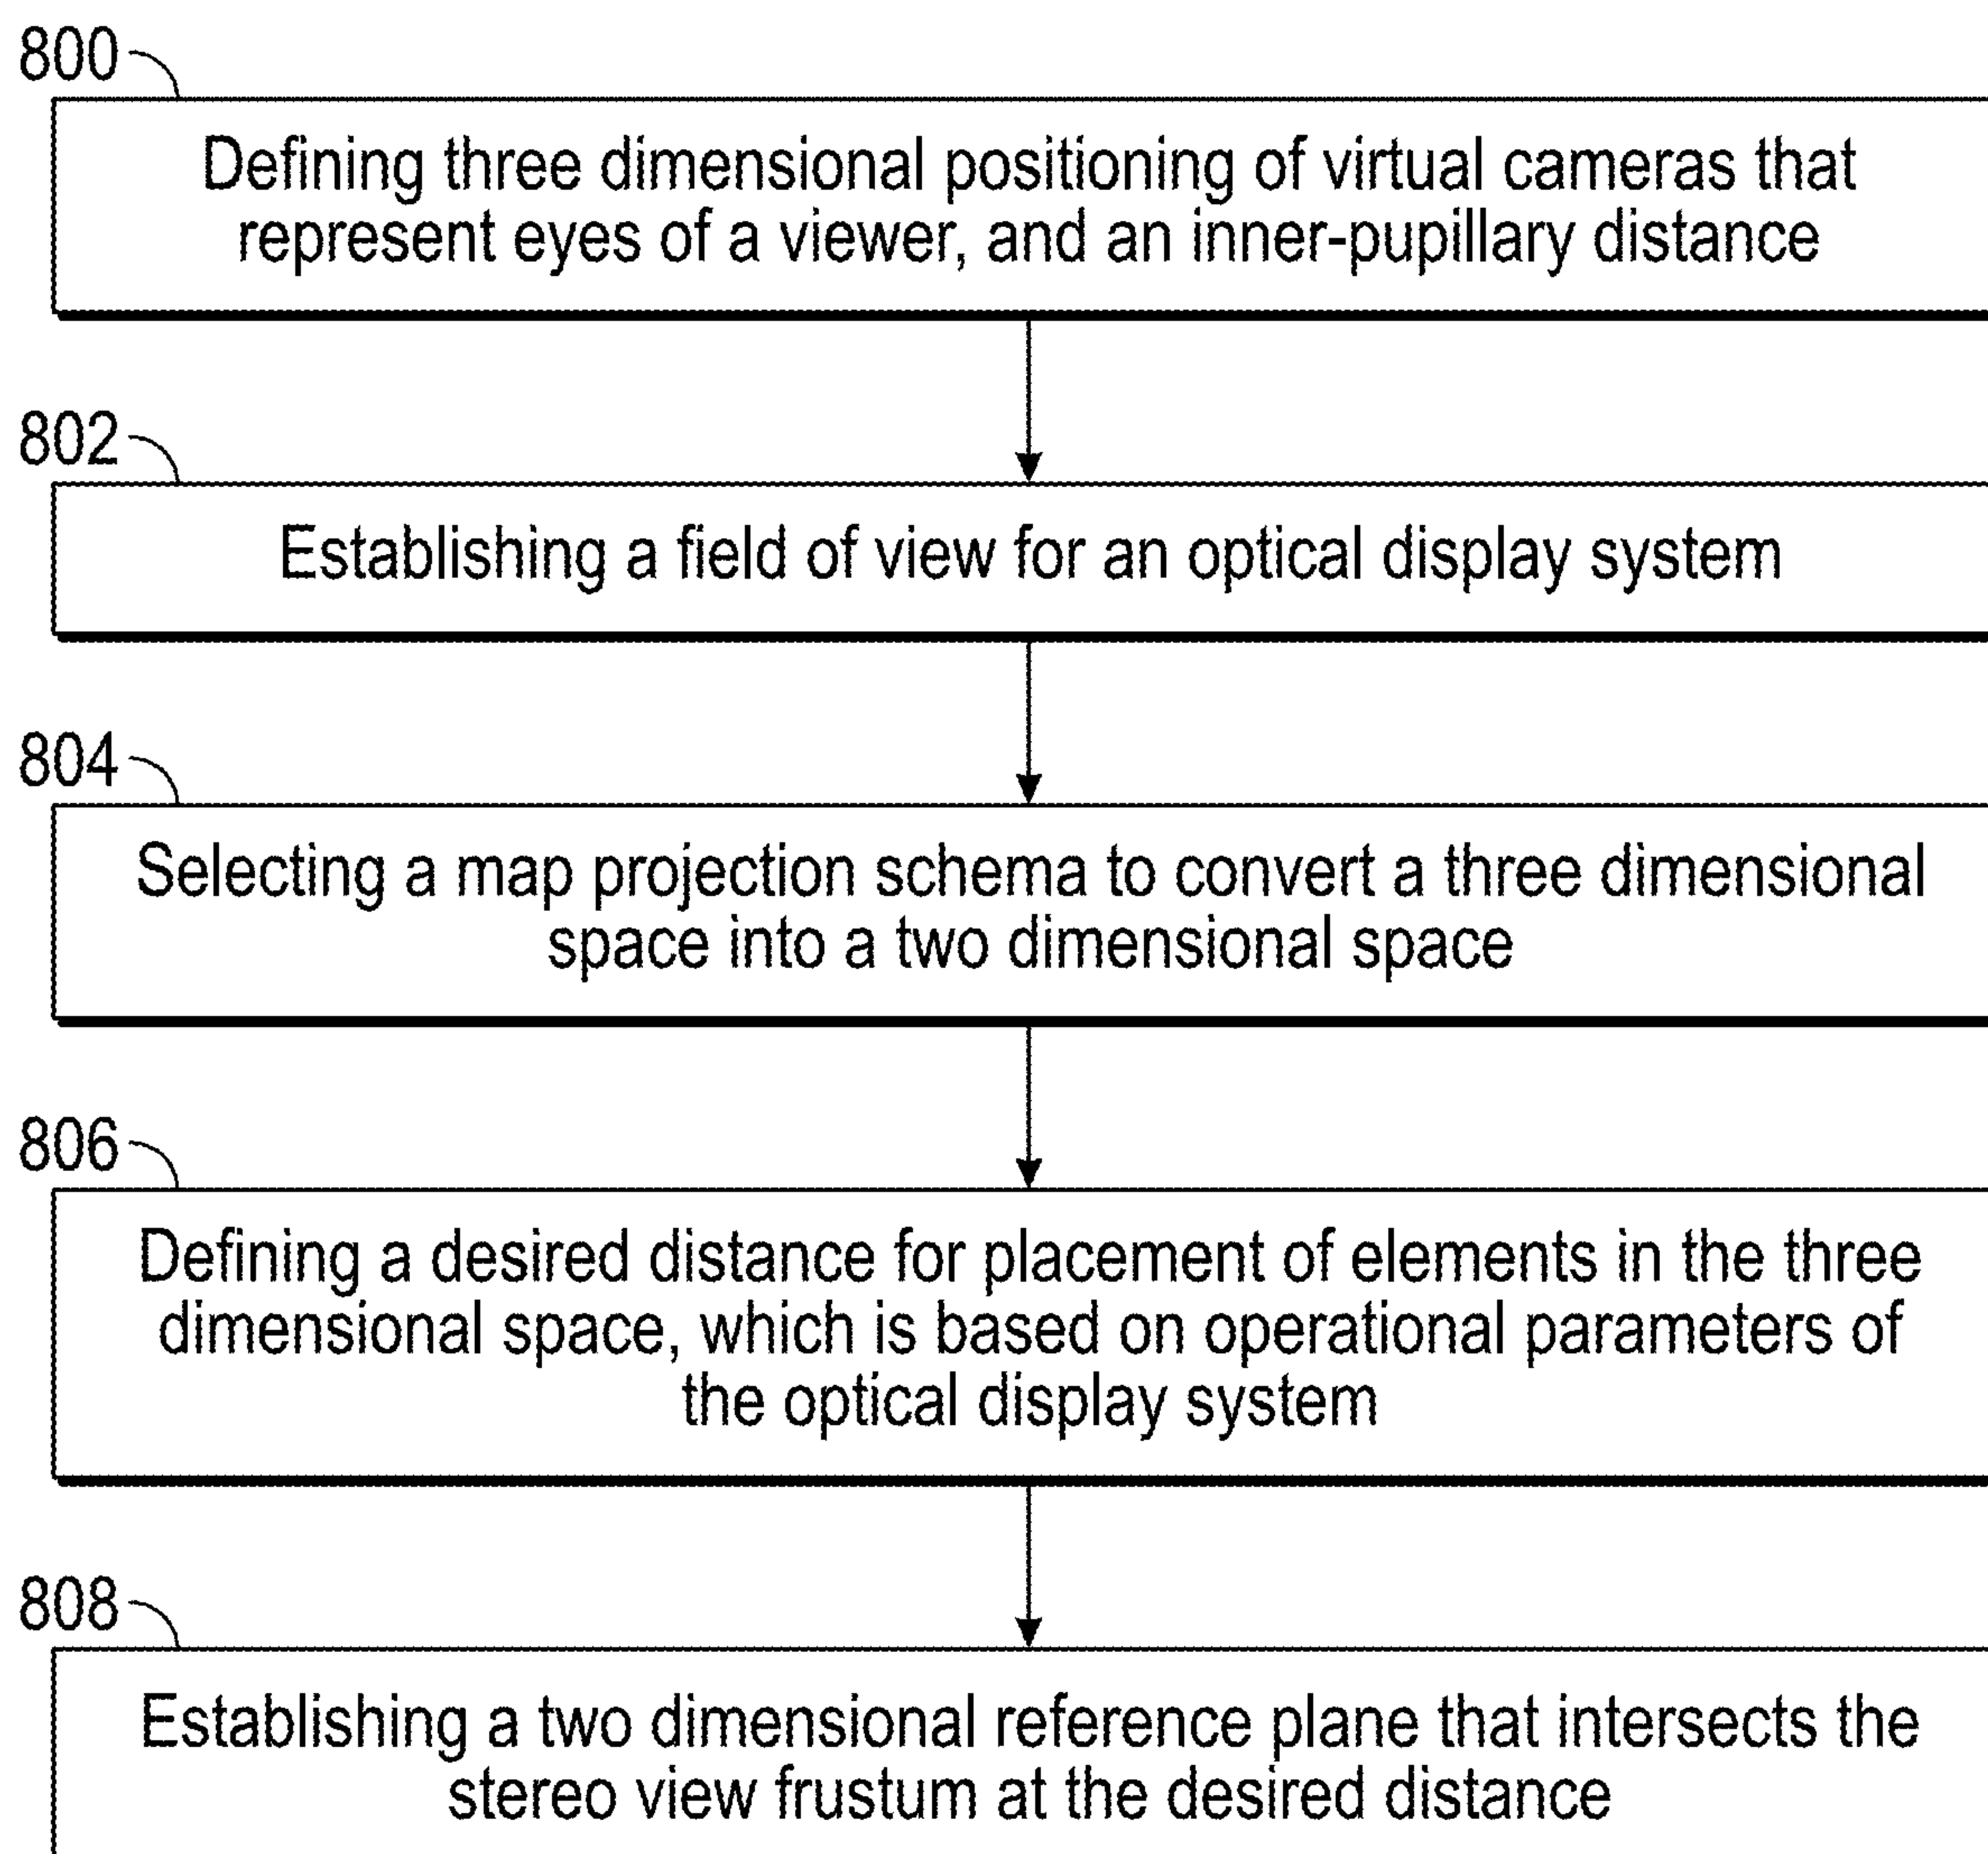 800
Defining three dimensional positioning of virtual cameras that
represent eyes of a viewer, and an inner-pupillary distance
802
Establishing a field of view for an optical display system
804
Selecting a map projection schema to convert a three dimensional
space into a two dimensional space
806
Defining a desired distance for placement of elements in the three
dimensional space, which is based on operational parameters of
the optical display system
808
Establishing a two dimensional reference plane that intersects the
stereo view frustum at the desired distance